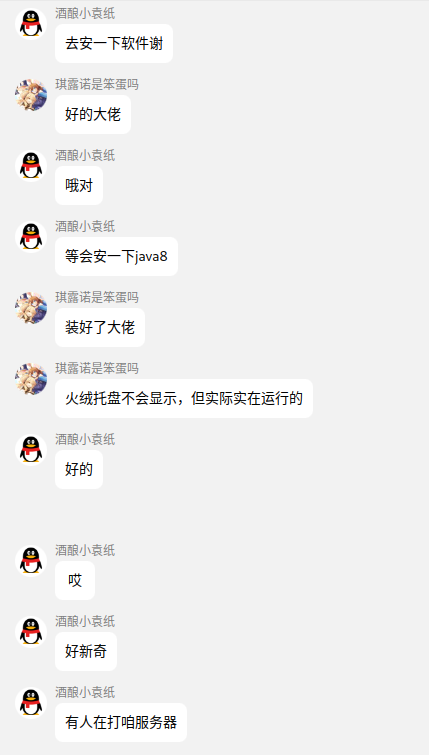 酒酿小袁纸
去安一下软件谢
琪露诺是笨蛋吗
好的大佬
酒酿小袁纸
哦对
酒酿小袁纸
等会安一下java8
琪露诺是笨蛋吗
装好了大佬
琪露诺是笨蛋吗
火绒托盘不会显示，但实际实在运行的
酒酿小袁纸
好的
酒酿小袁纸
哎
酒酿小袁纸
好新奇
酒酿小袁纸
有人在打咱服务器